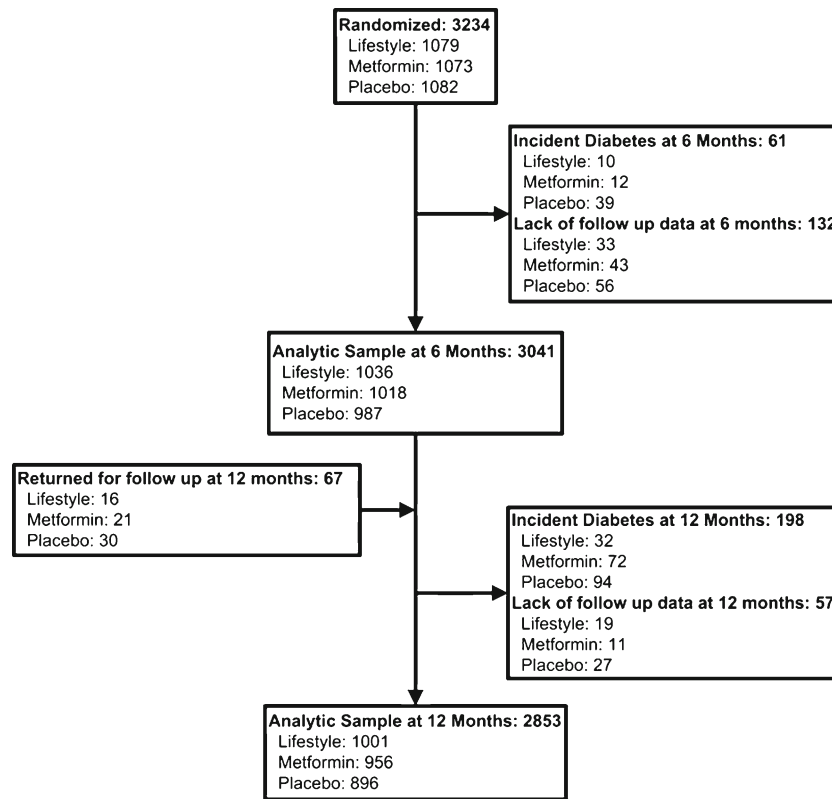 Randomized: 3234
Lifestyle: 1079
Metformin: 1073
Placebo: 1082
Incident Diabetes at 6 Months: 61
Lifestyle: 10
Metformin: 12
Placebo: 39
Lack of follow up data at 6 months: 132
Lifestyle: 33
Metformin: 43
Placebo: 56
Analytic Sample at 6 Months: 3041
Lifestyle: 1036
Metformin: 1018
Placebo: 987
Returned for follow up at 12 months: 67
Lifestyle: 16
Metformin: 21
Placebo: 30
Incident Diabetes at 12 Months: 198
Lifestyle: 32
Metformin: 72
Placebo: 94
Lack of follow up data at 12 months: 57
Lifestyle: 19
Metformin: 11
Placebo: 27
Analytic Sample at 12 Months: 2853
Lifestyle: 1001
Metformin: 956
Placebo: 896